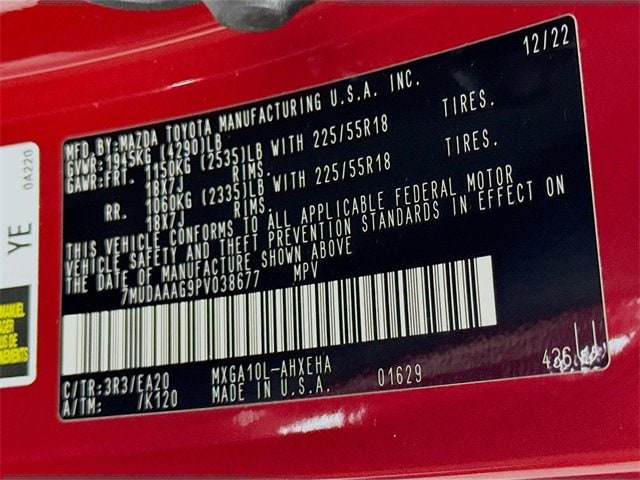 12/22
MFD.BY:MAZDA TOYOTA MANUFACTURING U.S.A. INC.
GVWR:1945KG (4290)LB
GAWR:FRT. 1150KG (2535)LB WITH 225/55R18 TIRES.
18X7J RIMS.
RR. 1060KG (2335)LB WITH 225/55R18 TIRES.
18X7J RIMS.
THIS VEHICLE CONFORMS TO ALL APPLICABLE FEDERAL MOTOR
VEHICLE SAFETY AND THEFT PREVENTION STANDARDS IN EFFECT ON
THE DATE OF MANUFACTURE SHOWN ABOVE
7MUDAAAG9PV038677 MPV
C/TR:3R3/EA20 MXGA10L-AHXEHA
A/TM: /K120 MADE IN U.S.A. 01629 426
0A220
YE